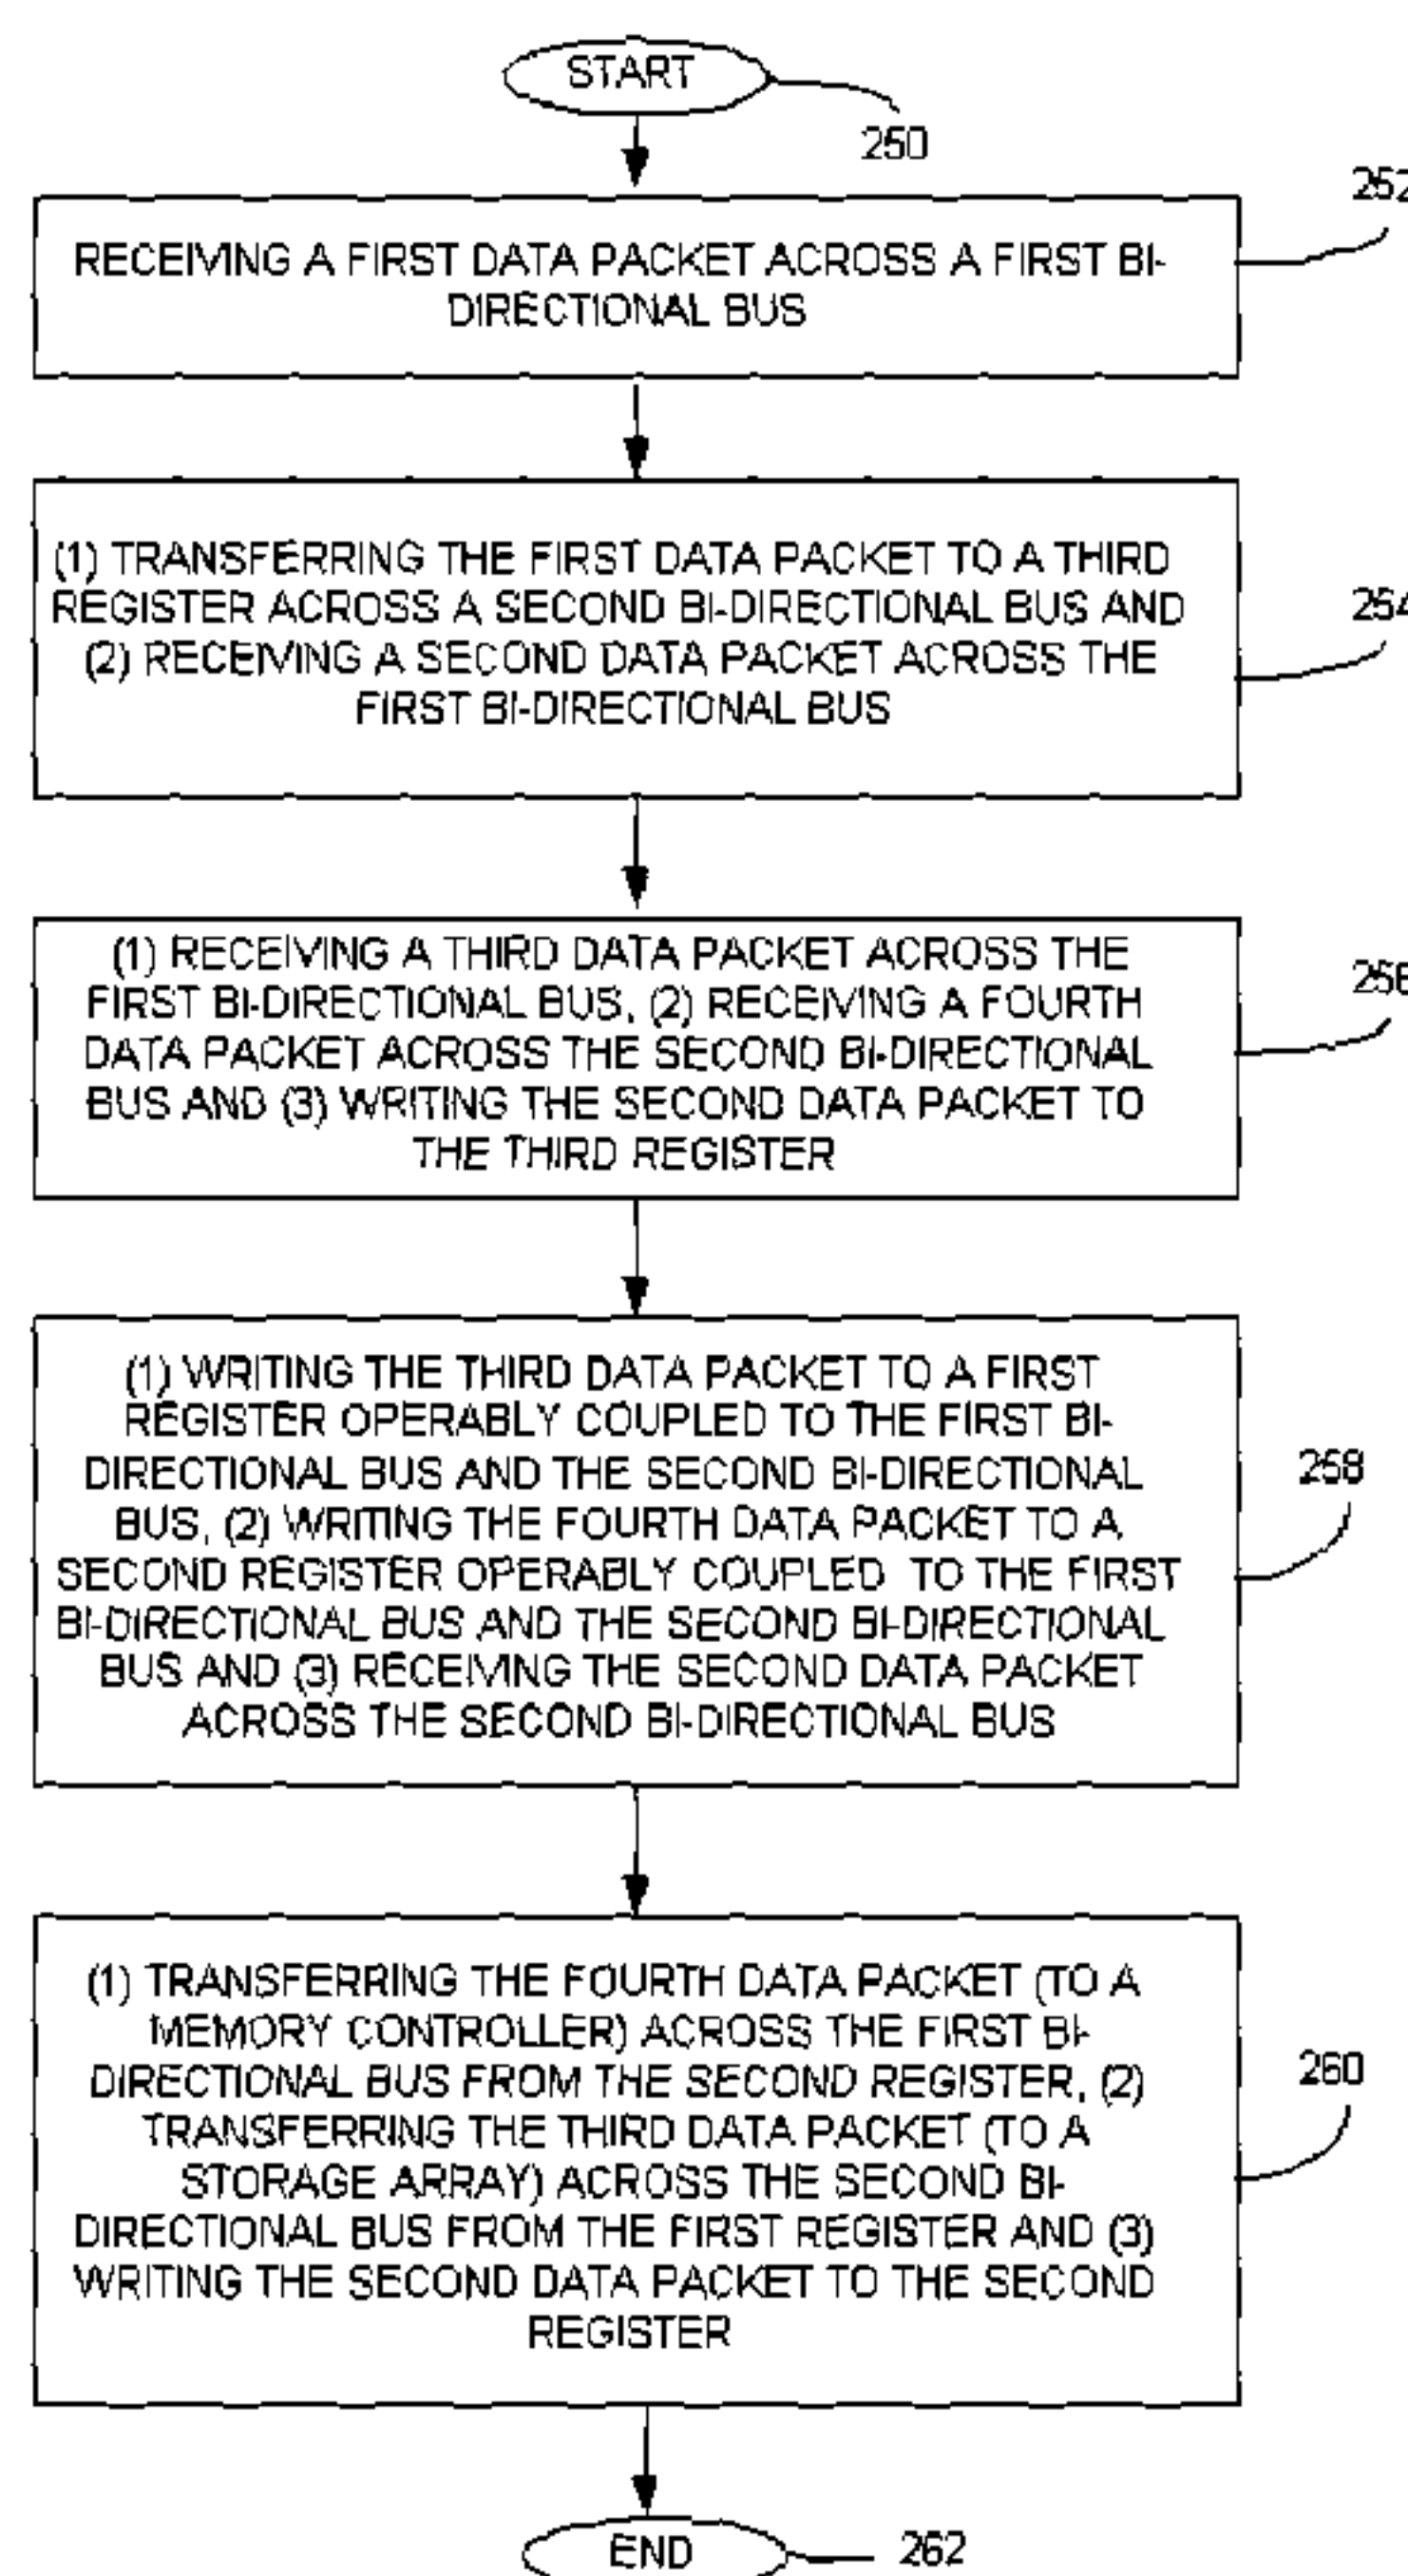 START
250
252
RECEIVING A FIRST DATA PACKET ACROSS A FIRST BI-
DIRECTIONAL BUS
(1) TRANSFERRING THE FIRST DATA PACKET TO A THIRD
REGISTER ACROSS A SECOND BI-DIRECTIONAL BUS AND
(2) RECEIVING A SECOND DATA PACKET ACROSS THE
FIRST BI-DIRECTIONAL BUS
254
(1) RECEIVING A THIRD DATA PACKET ACROSS THE
FIRST BI-DIRECTIONAL BUS, (2) RECEIVING A FOURTH
DATA PACKET ACROSS THE SECOND BI-DIRECTIONAL
BUS AND (3) WRITING THE SECOND DATA PACKET TO
THE THIRD REGISTER
256
(1) WRITING THE THIRD DATA PACKET TO A FIRST
REGISTER OPERABLY COUPLED TO THE FIRST BI-
DIRECTIONAL BUS AND THE SECOND BI-DIRECTIONAL
BUS, (2) WRITING THE FOURTH DATA PACKET TO A
SECOND REGISTER OPERABLY COUPLED TO THE FIRST
BI-DIRECTIONAL BUS AND THE SECOND BI-DIRECTIONAL
BUS AND (3) RECEIVING THE SECOND DATA PACKET
ACROSS THE SECOND BI-DIRECTIONAL BUS
258
(1) TRANSFERRING THE FOURTH DATA PACKET (TO A
MEMORY CONTROLLER) ACROSS THE FIRST BI-
DIRECTIONAL BUS FROM THE SECOND REGISTER, (2)
TRANSFERRING THE THIRD DATA PACKET (TO A
STORAGE ARRAY) ACROSS THE SECOND BI-
DIRECTIONAL BUS FROM THE FIRST REGISTER AND (3)
WRITING THE SECOND DATA PACKET TO THE SECOND
REGISTER
260
END
262